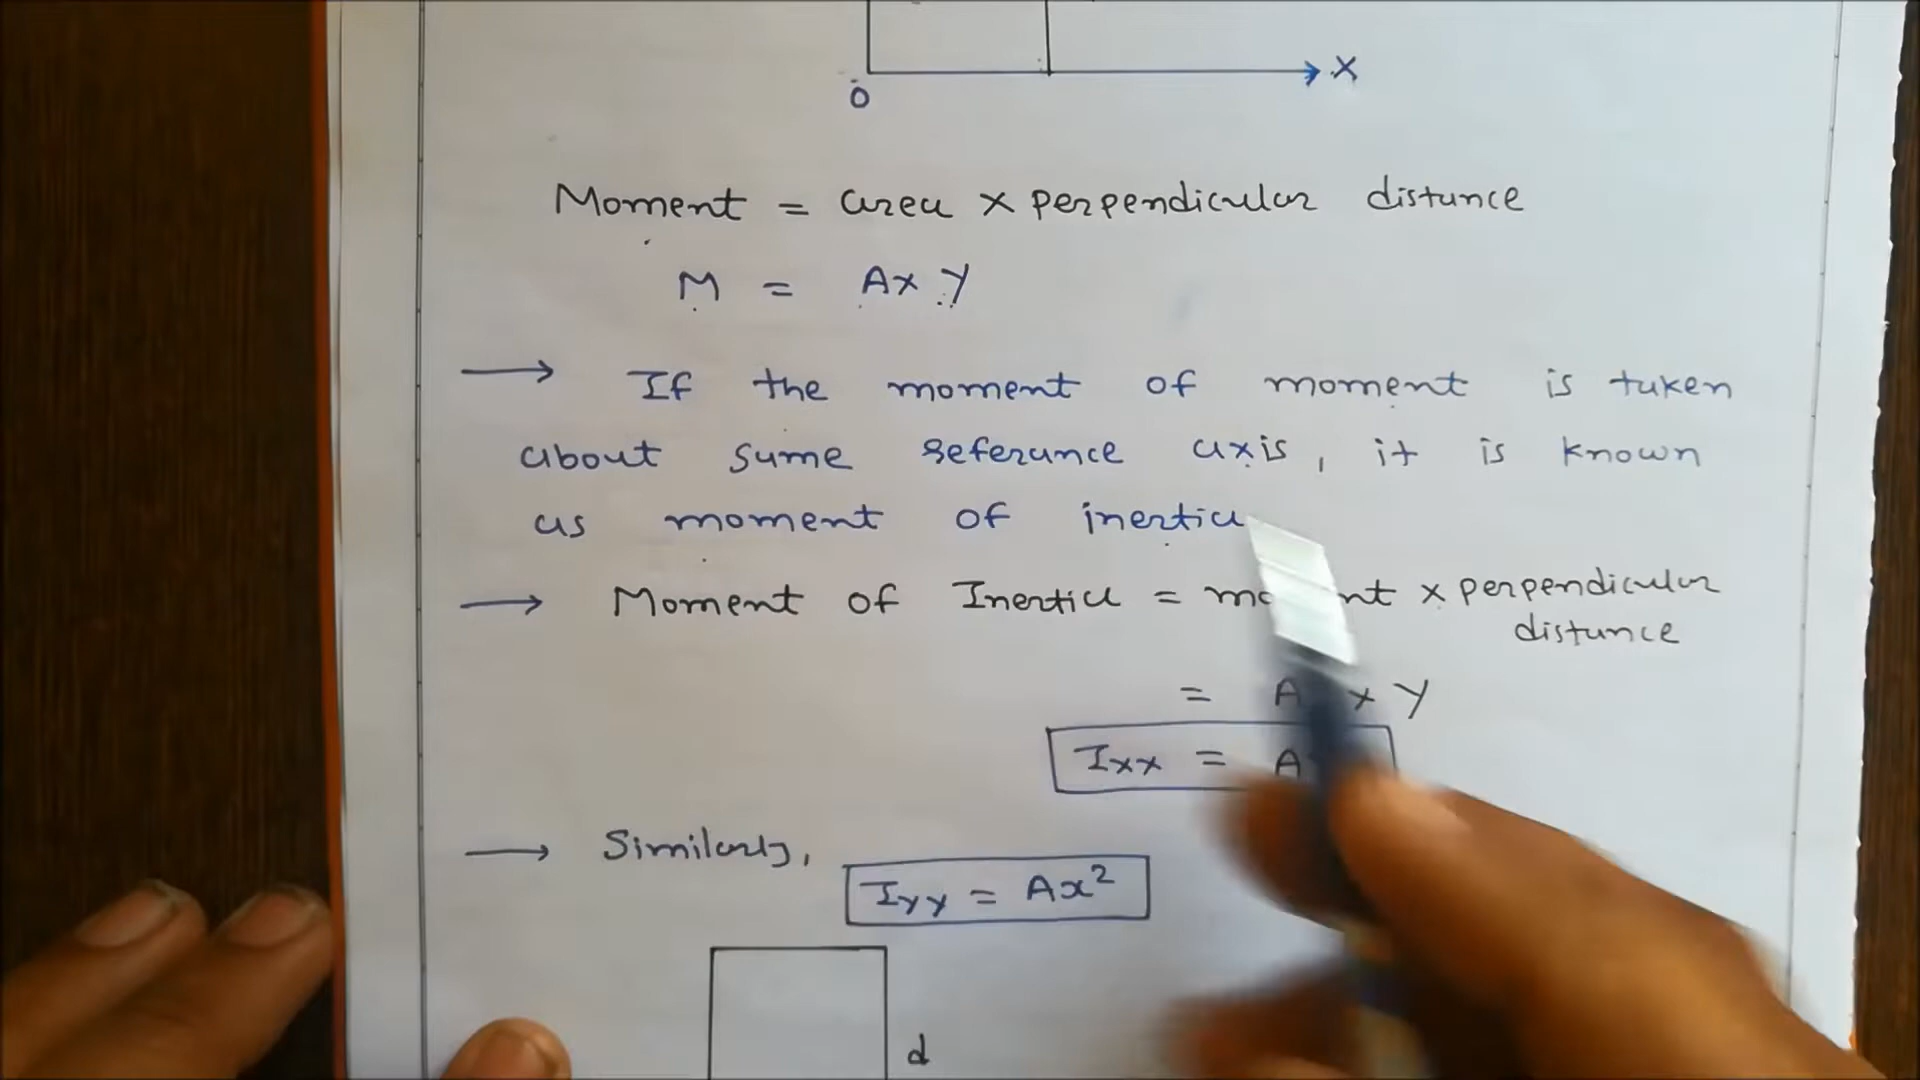 X
O
Moment = area × perpendicular distance
M = A × Y
→ If the moment of moment is taken
about same referance axis, it is known
as moment of inertia
→ Moment of Inertia = × perpendicular
distance
= A × Y
Ixx = A
→ Similarly,
Iyy = Ax²
d